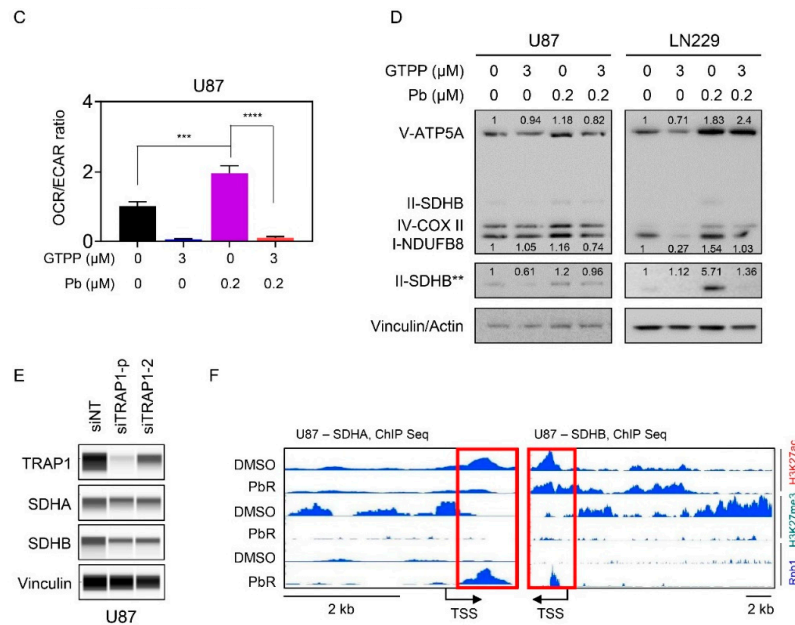 C
U87
OCR/ECAR ratio
4
2
0
***
****
GTPP (µM) 0 3 0 3
Pb (µM) 0 0 0.2 0.2
D
U87 LN229
GTPP (µM) 0 3 0 3 0 3 0 3
Pb (µM) 0 0 0.2 0.2 0 0 0.2 0.2
1 0.94 1.18 0.82 1 0.71 1.83 2.4
V-ATP5A
II-SDHB
IV-COX II
I-NDUFB8
1 1.05 1.16 0.74 1 0.27 1.54 1.03
II-SDHB** 1 0.61 1.2 0.96 1 1.12 5.71 1.36
Vinculin/Actin
E
siNT siTRAP1-p siTRAP1-2
TRAP1
SDHA
SDHB
Vinculin
U87
F
U87 – SDHA, ChIP Seq U87 – SDHB, ChIP Seq
DMSO
PbR
H3K27ac
DMSO
PbR
H3K27me3
DMSO
PbR
Rpb1
2 kb TSS TSS 2 kb